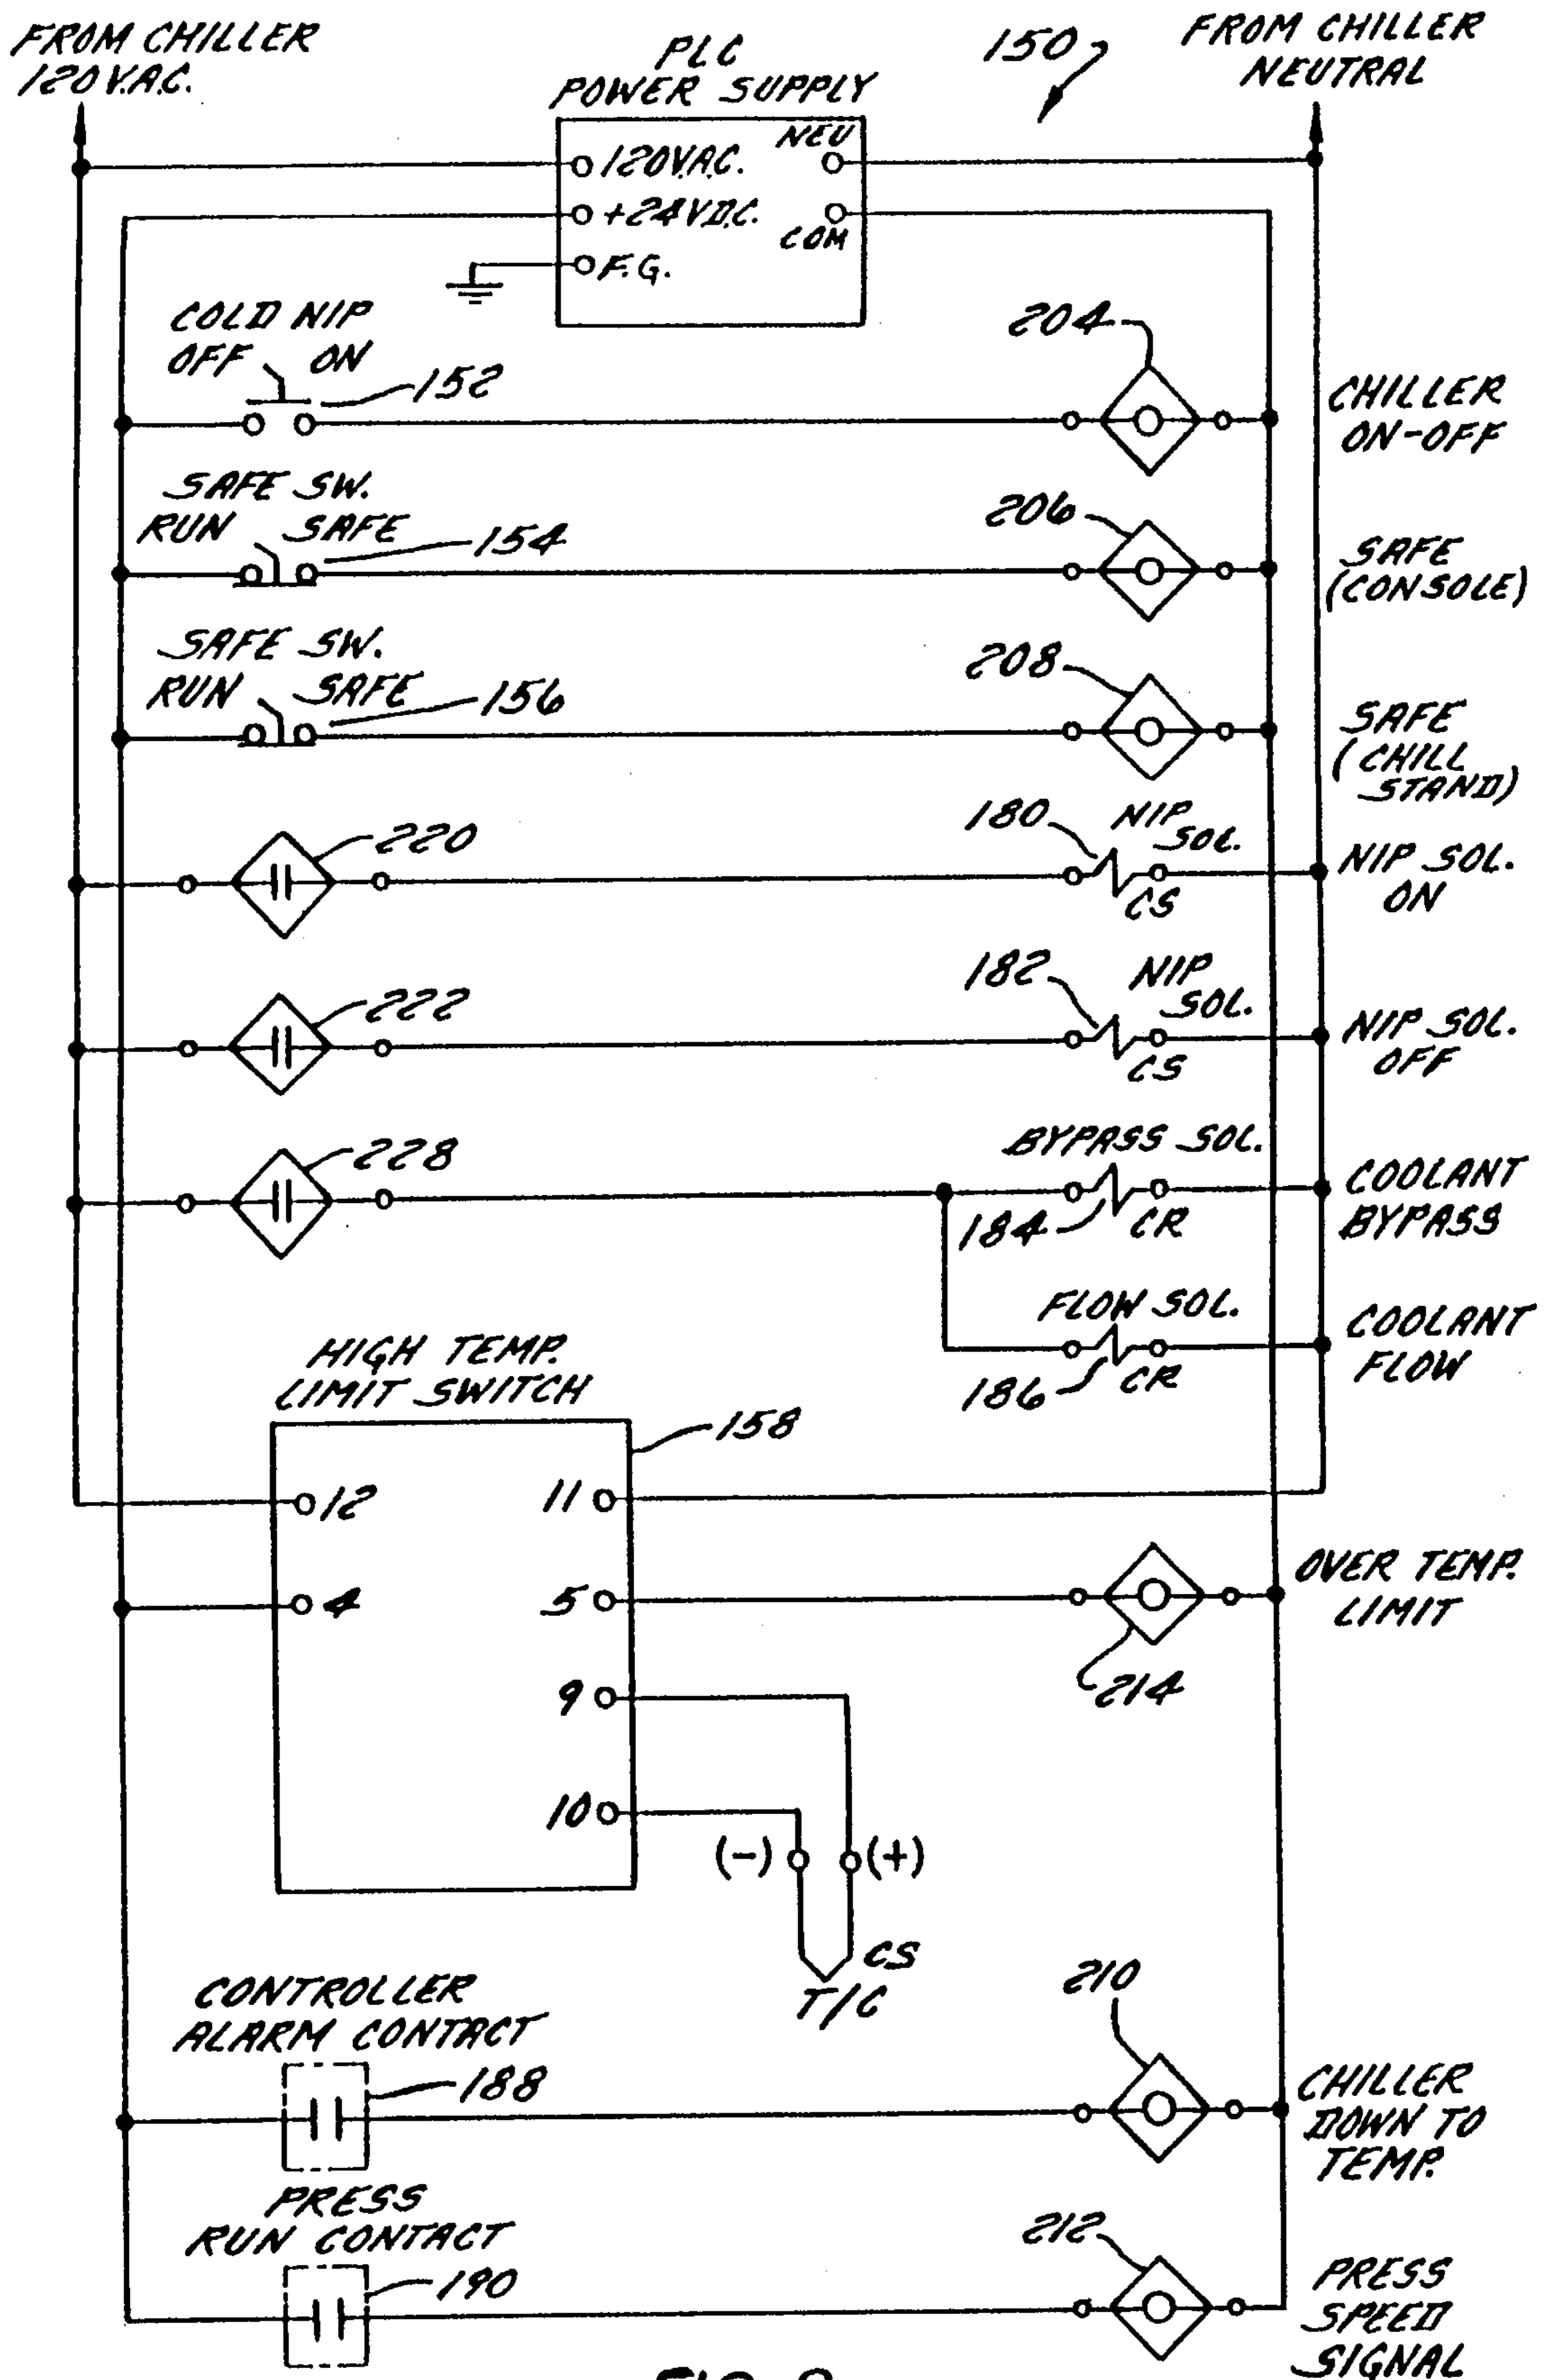 FROM CHILLER
120V.A.C.
PLC
POWER SUPPLY
150
FROM CHILLER
NEUTRAL
120V.A.C.
NEU
+24V.D.C.
COM
F.G.
COLD NIP
OFF ON
152
204
CHILLER
ON-OFF
SAFE SW.
RUN SAFE
154
206
SAFE
(CONSOLE)
SAFE SW.
RUN SAFE
156
208
SAFE
(CHILL
STAND)
220
180
NIP
SOL.
CS
NIP SOL.
ON
222
182
NIP
SOL.
CS
NIP SOL.
OFF
228
BYPASS SOL.
184
CR
COOLANT
BYPASS
FLOW SOL.
186
CR
COOLANT
FLOW
HIGH TEMP.
LIMIT SWITCH
158
12
11
4
5
214
OVER TEMP.
LIMIT
9
10
(-)
(+)
CS
T/C
CONTROLLER
ALARM CONTACT
188
210
CHILLER
DOWN TO
TEMP.
PRESS
RUN CONTACT
190
212
PRESS
SPEED
SIGNAL